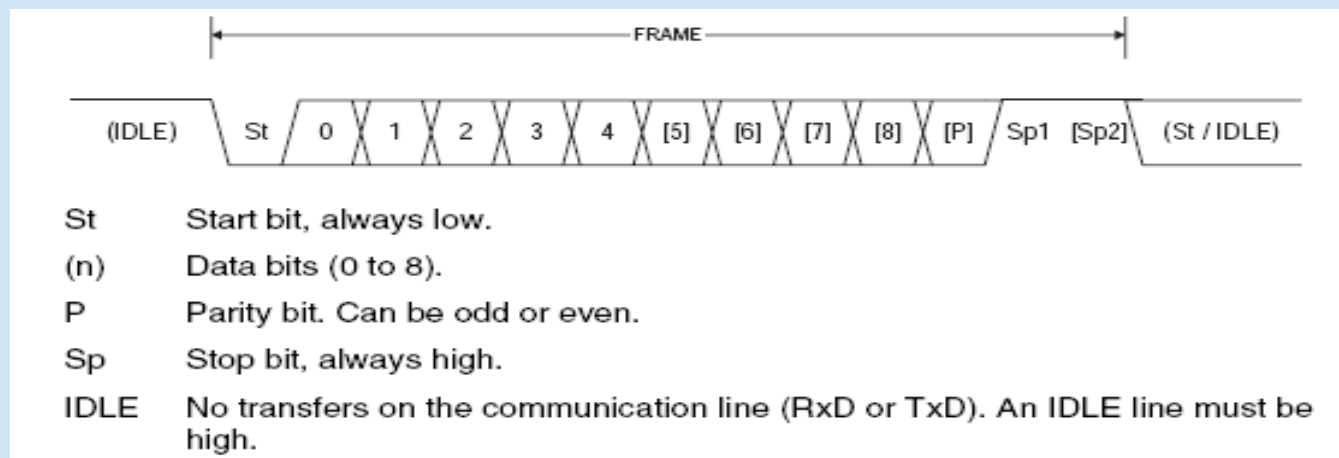 FRAME
(IDLE) St 0 1 2 3 4 [5] [6] [7] [8] [P] Sp1 [Sp2] (St / IDLE)
St Start bit, always low.
(n) Data bits (0 to 8).
P Parity bit. Can be odd or even.
Sp Stop bit, always high.
IDLE No transfers on the communication line (RxD or TxD). An IDLE line must be
high.